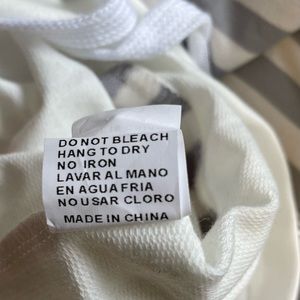 DO NOT BLEACH
HANG TO DRY
NO IRON
LAVAR AL MANO
EN AGUA FRIA
NO USAR CLORO
MADE IN CHINA